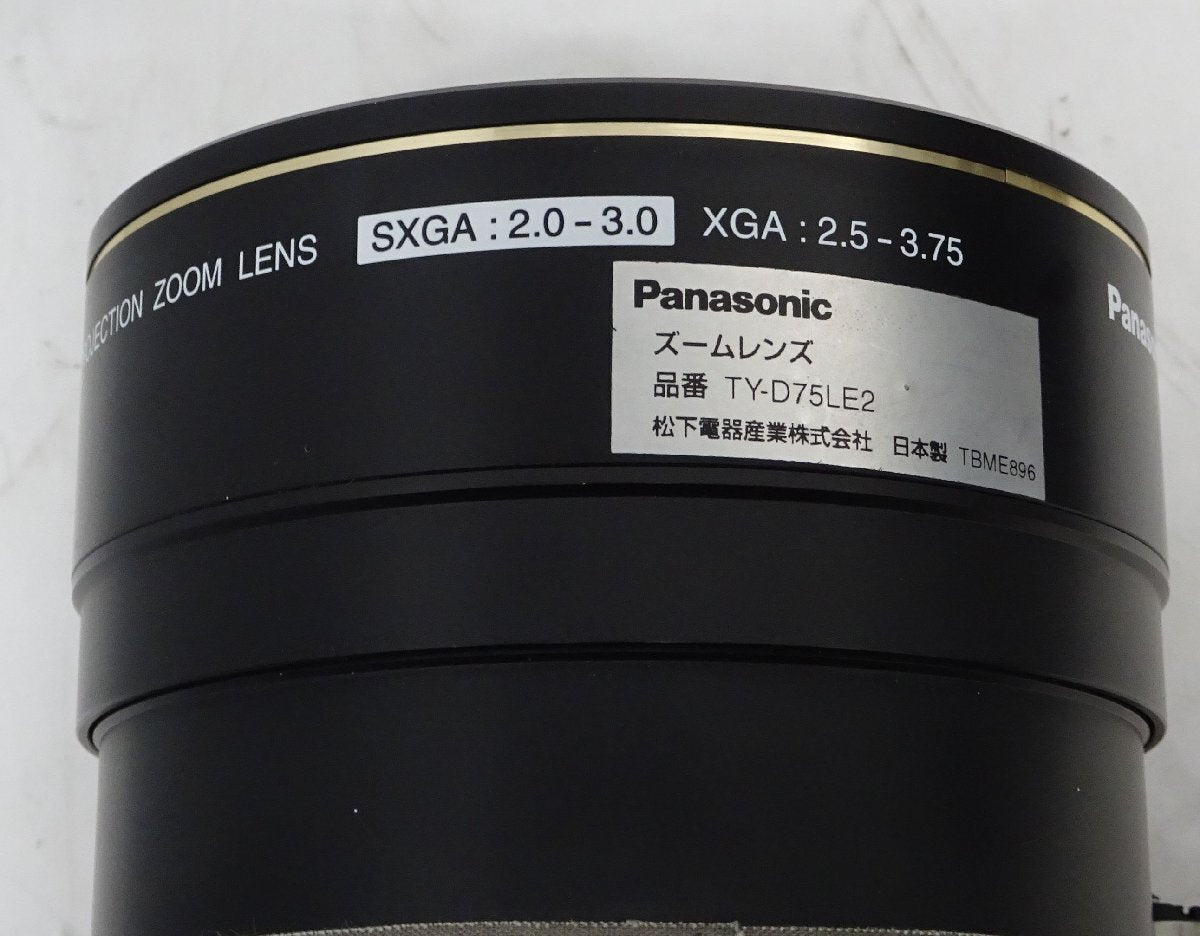 ZOOM LENS SXGA : 2.0 - 3.0 XGA : 2.5 - 3.75
Panasonic
ズームレンズ
品番 TY-D75LE2
松下電器産業株式会社 日本製 TBME896